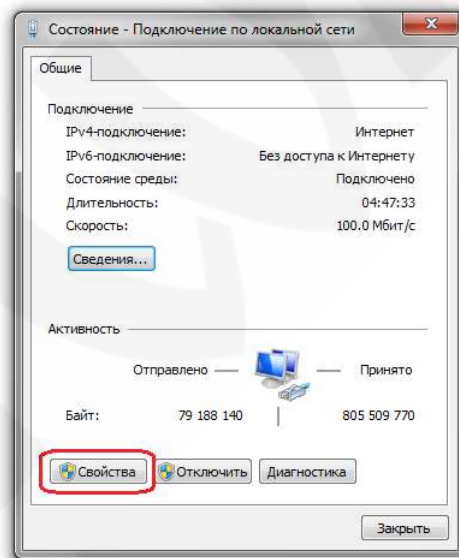 Состояние - Подключение по локальной сети
Общие
Подключение
IPv4-подключение: Интернет
IPv6-подключение: Без доступа к Интернету
Состояние среды: Подключено
Длительность: 04:47:33
Скорость: 100.0 Мбит/с
Сведения...
Активность
Отправлено — — Принято
Байт: 79 188 140 | 805 509 770
Свойства Отключить Диагностика
Закрыть